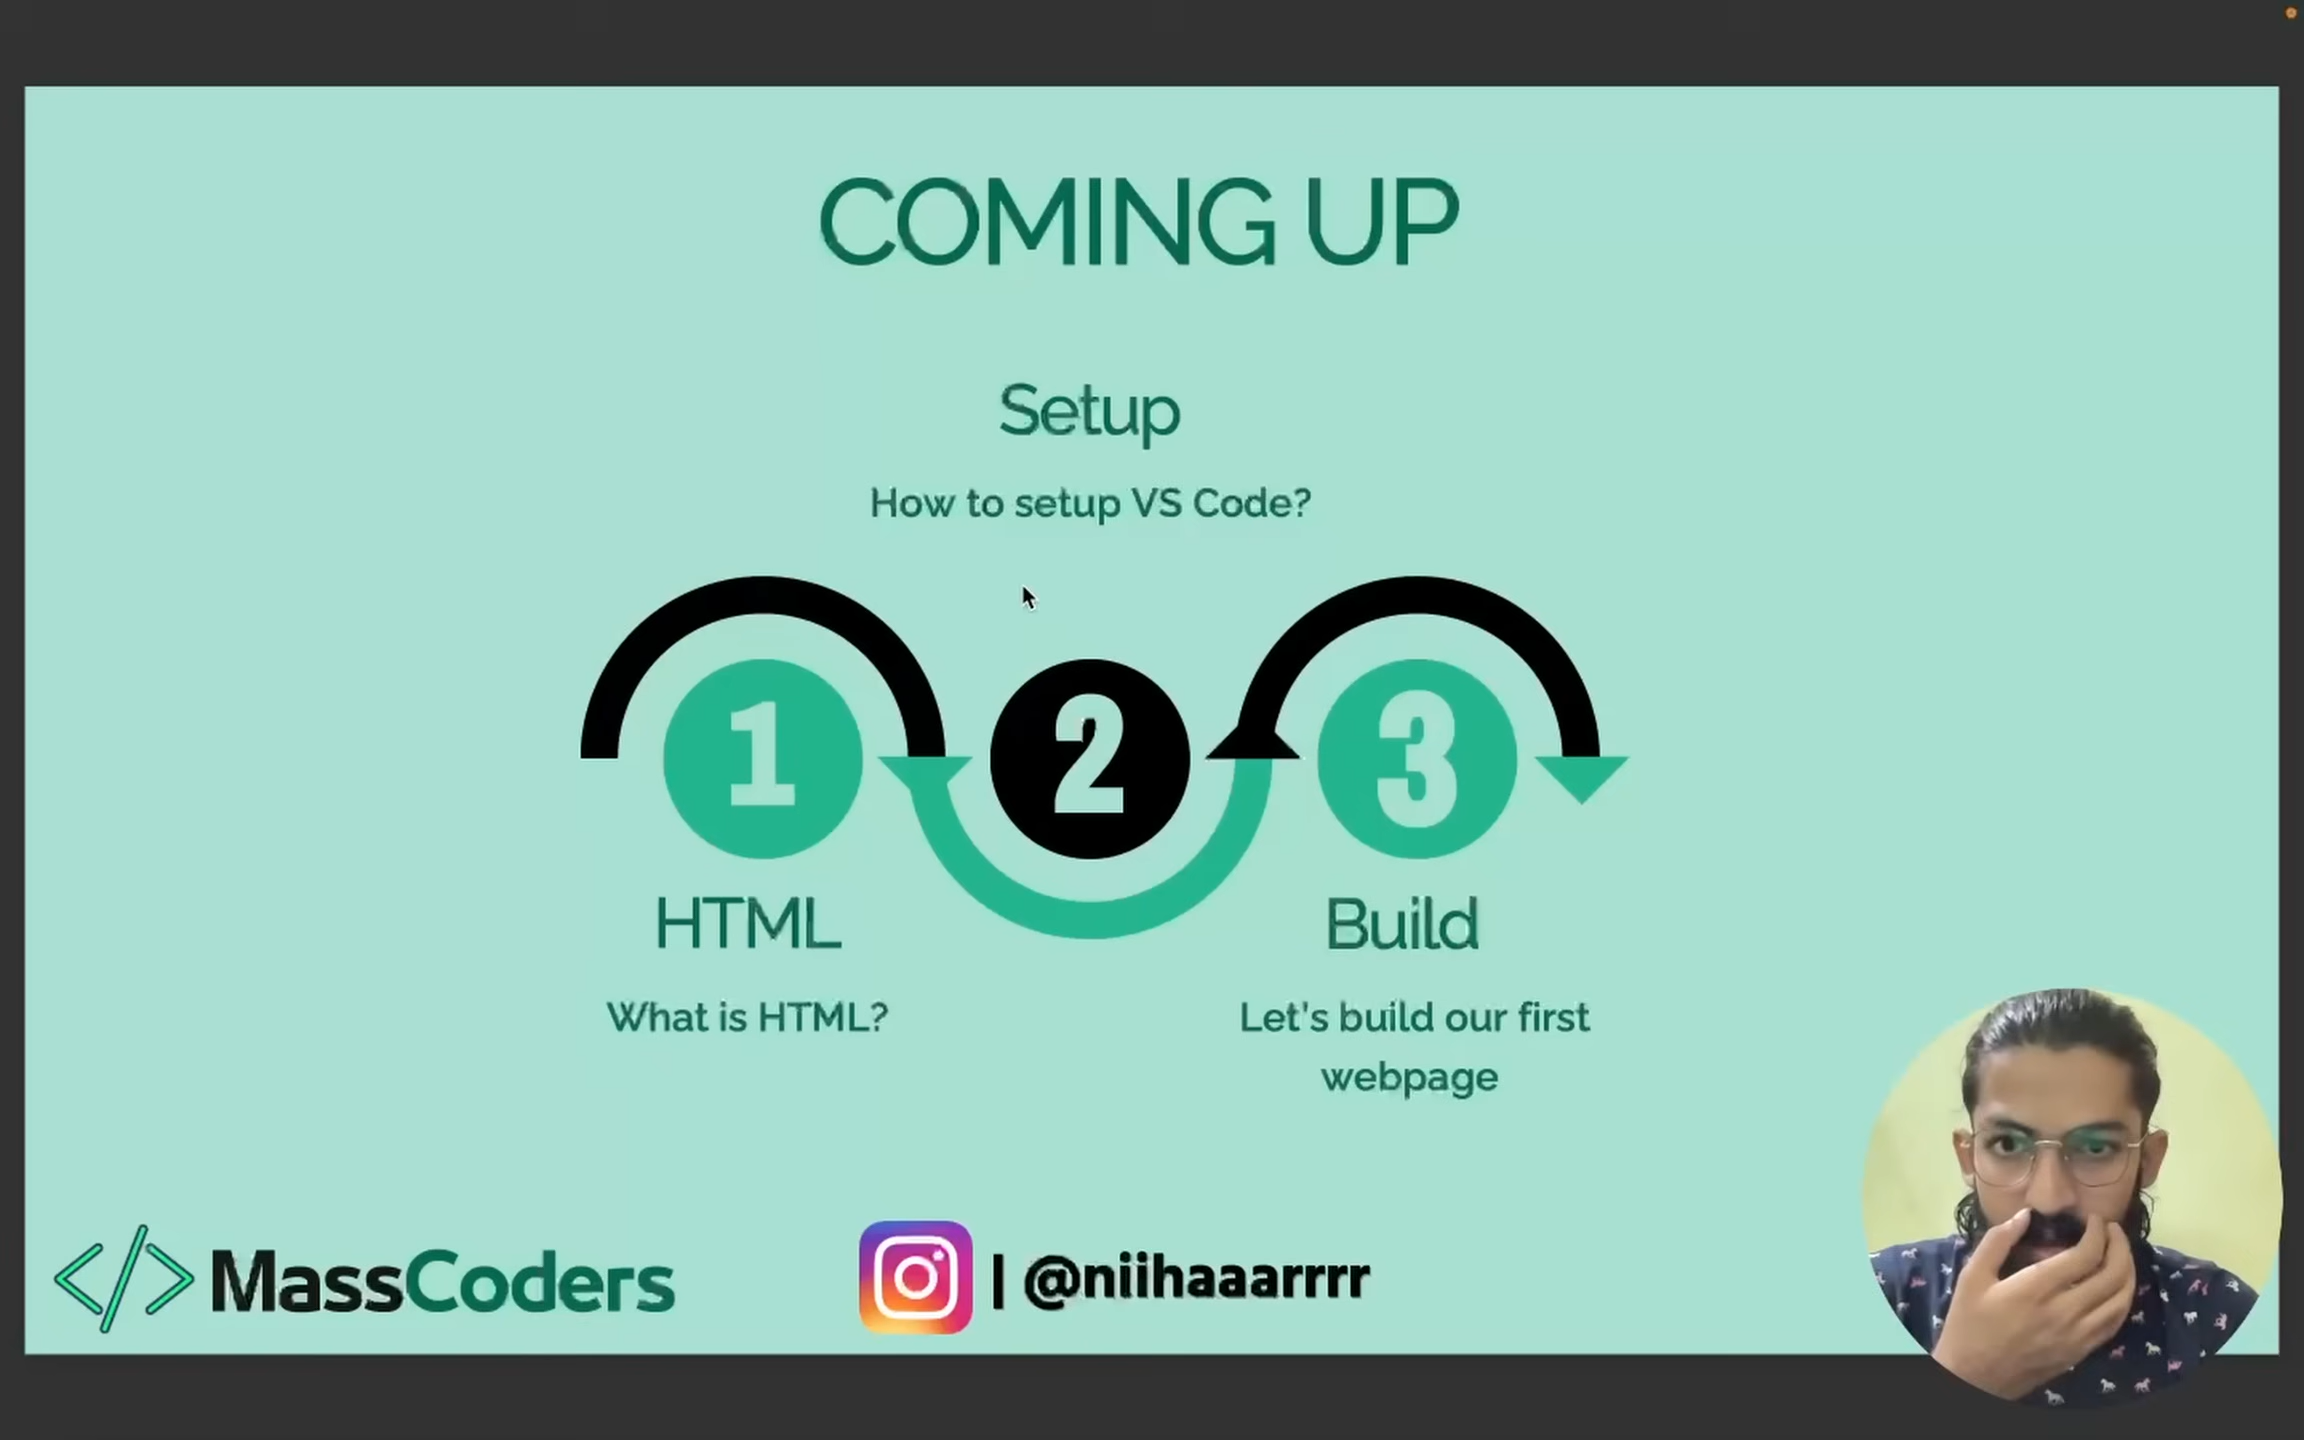 COMING UP
Setup
How to setup VS Code?
1
2
3
HTML
Build
What is HTML?
Let's build our first
webpage
</> MassCoders
| @niihaaarrrr